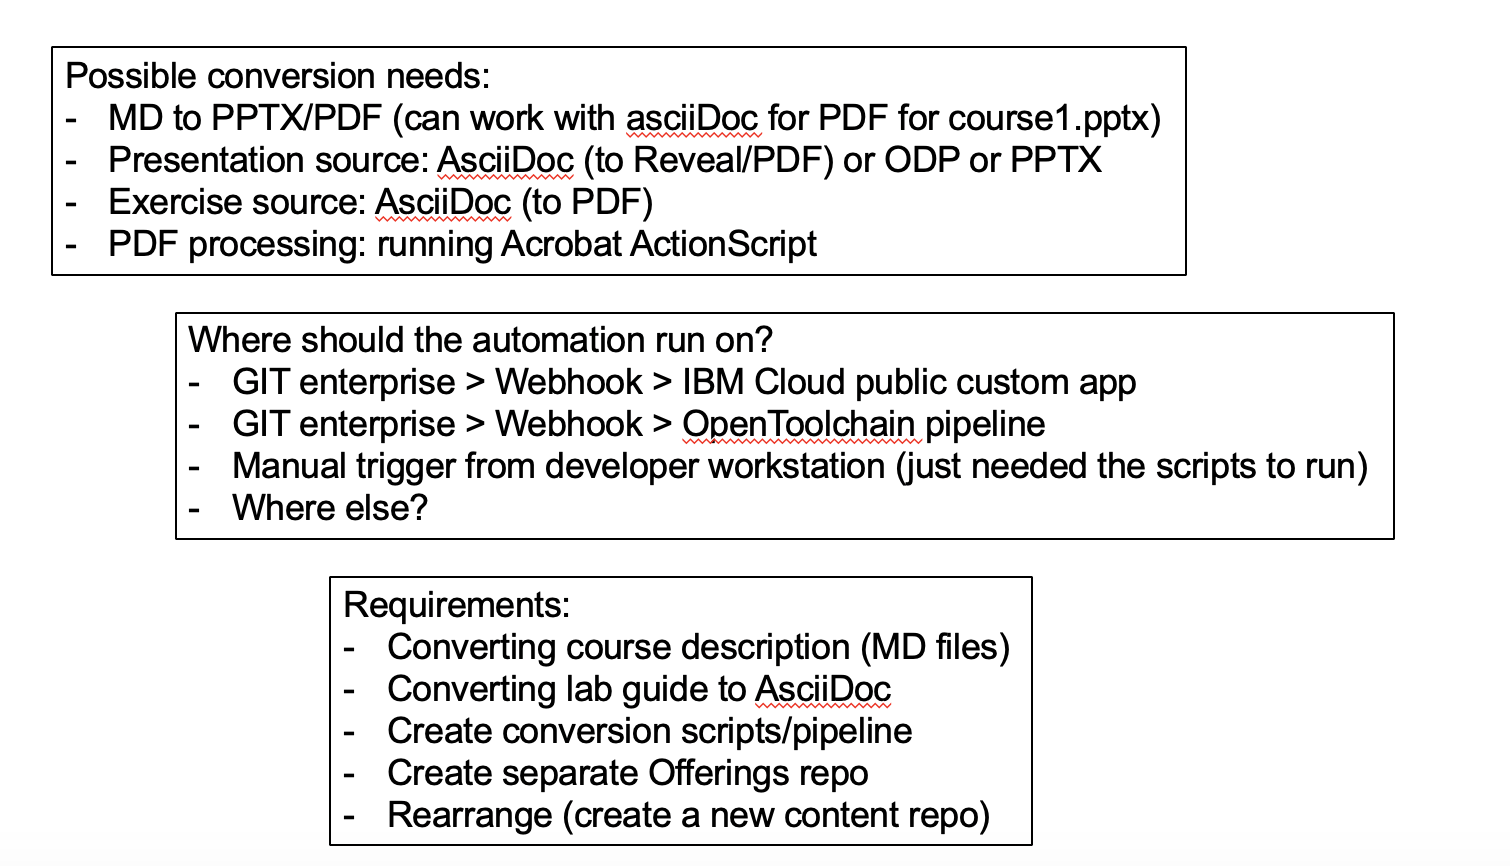 Possible conversion needs:
- MD to PPTX/PDF (can work with asciiDoc for PDF for course1.pptx)
- Presentation source: AsciiDoc (to Reveal/PDF) or ODP or PPTX
- Exercise source: AsciiDoc (to PDF)
- PDF processing: running Acrobat ActionScript
Where should the automation run on?
- GIT enterprise > Webhook > IBM Cloud public custom app
- GIT enterprise > Webhook > OpenToolchain pipeline
- Manual trigger from developer workstation (just needed the scripts to run)
- Where else?
Requirements:
- Converting course description (MD files)
- Converting lab guide to AsciiDoc
- Create conversion scripts/pipeline
- Create separate Offerings repo
- Rearrange (create a new content repo)